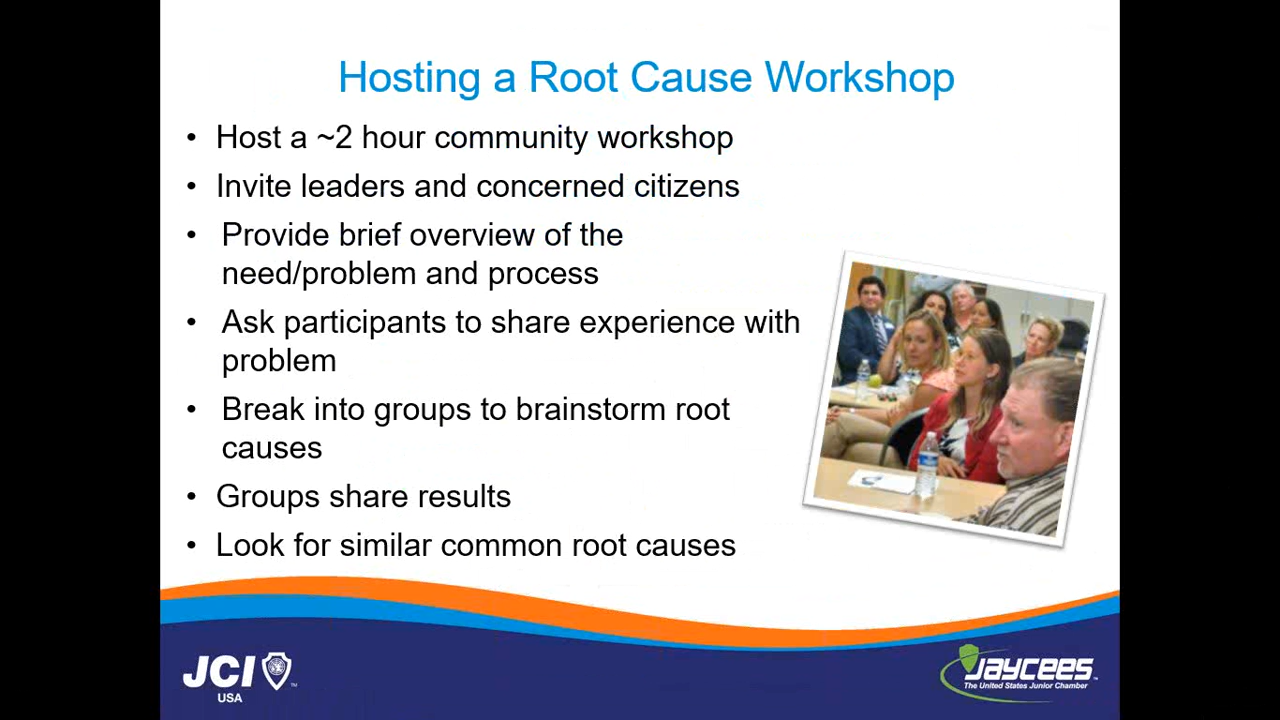 Hosting a Root Cause Workshop
• Host a ~2 hour community workshop
• Invite leaders and concerned citizens
• Provide brief overview of the
need/problem and process
• Ask participants to share experience with
problem
• Break into groups to brainstorm root
causes
• Groups share results
• Look for similar common root causes
JCI ™
USA
Jaycees™
The United States Junior Chamber